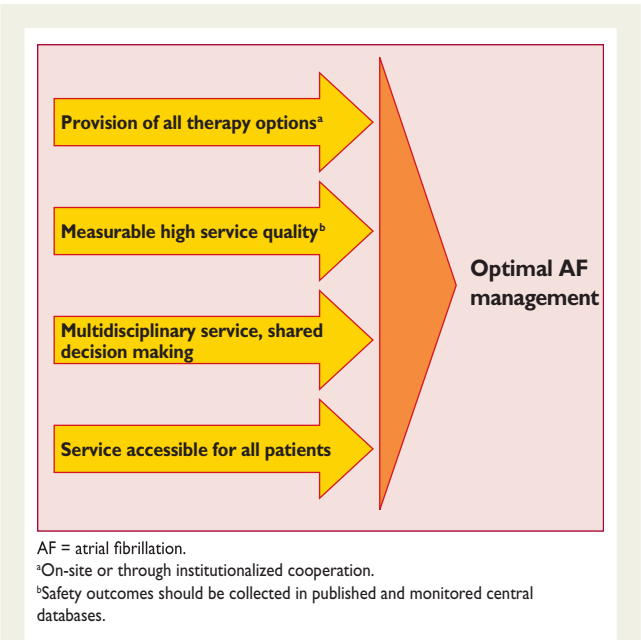 Provision of all therapy optionsᵃ
Measurable high service qualityᵇ
Multidisciplinary service, shared
decision making
Service accessible for all patients
Optimal AF
management
AF = atrial fibrillation.
ᵃOn-site or through institutionalized cooperation.
ᵇSafety outcomes should be collected in published and monitored central
databases.